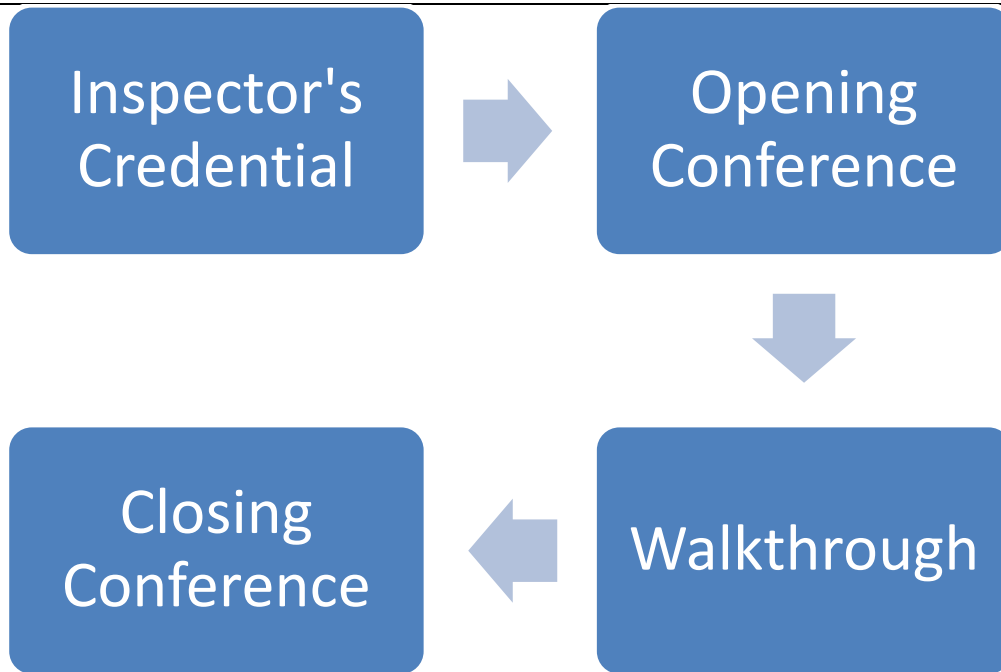 Inspector's
Credential
Opening
Conference
Closing
Conference
Walkthrough